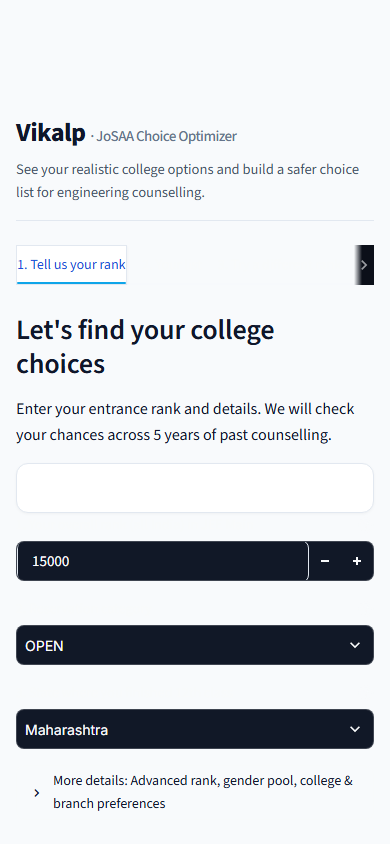 Vikalp · JoSAA Choice Optimizer
See your realistic college options and build a safer choice
list for engineering counselling.
1. Tell us your rank
Let's find your college
choices
Enter your entrance rank and details. We will check
your chances across 5 years of past counselling.
15000
OPEN
Maharashtra
More details: Advanced rank, gender pool, college &
branch preferences